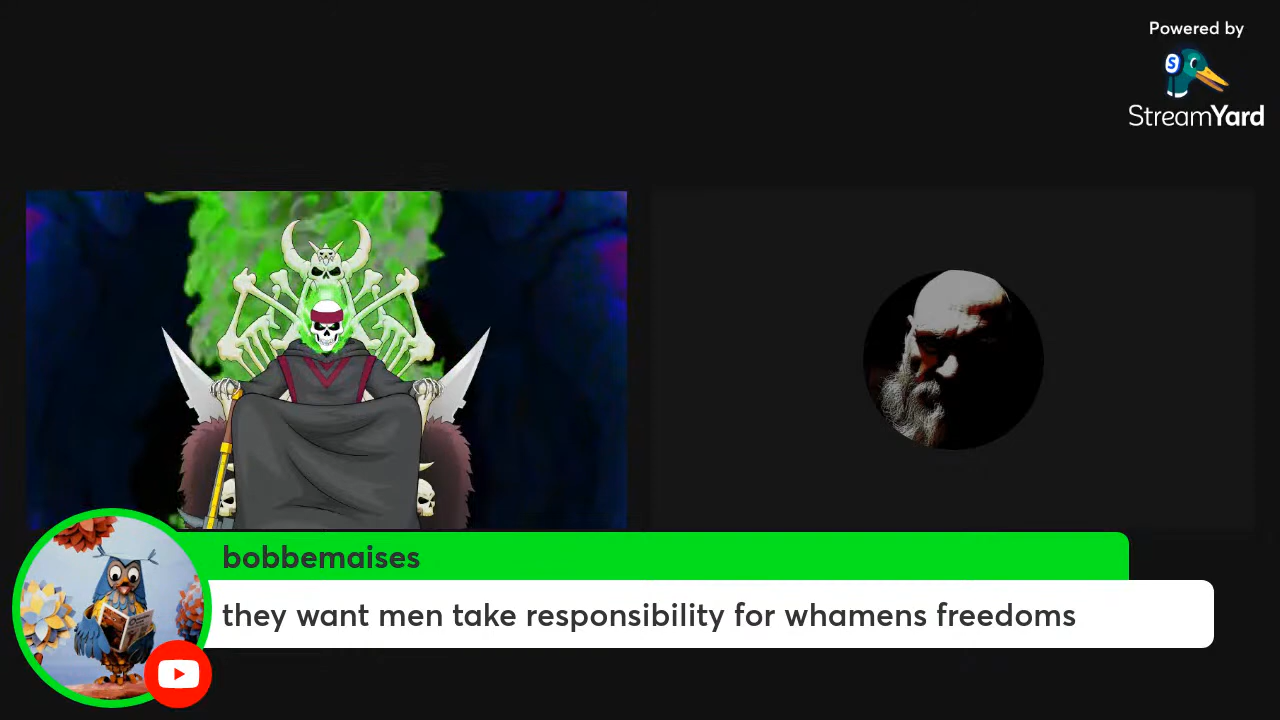 Powered by
S
StreamYard
bobbemaises
they want men take responsibility for whamens freedoms